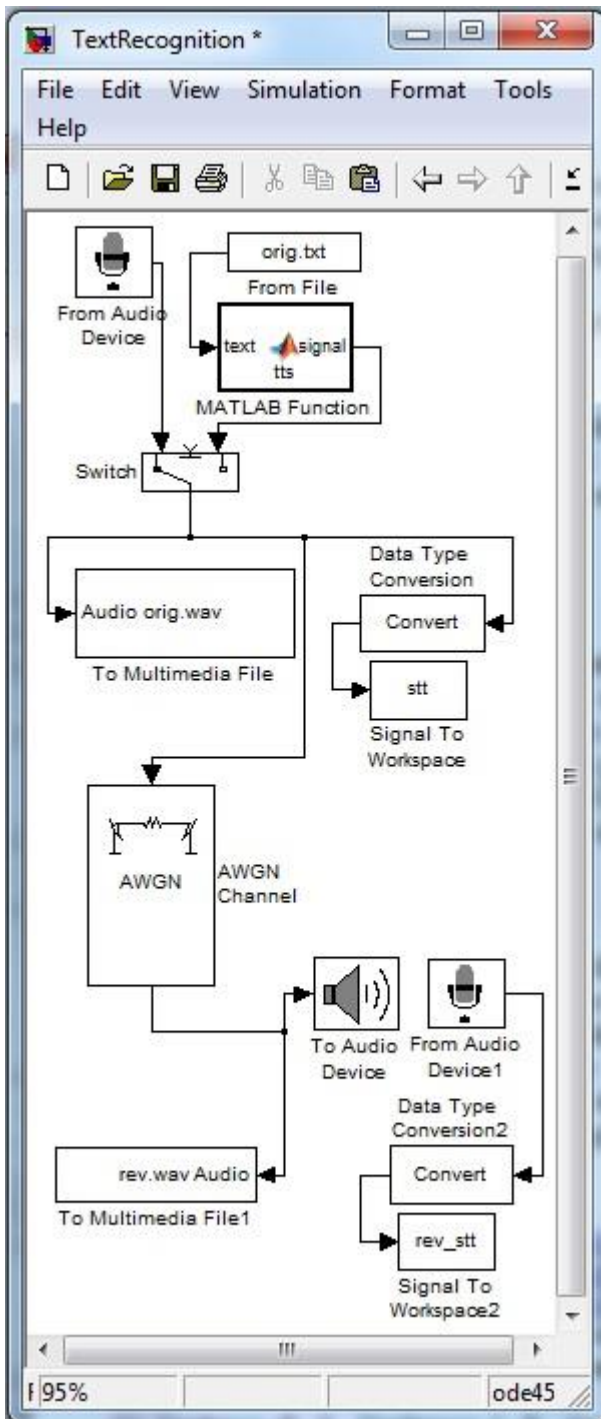 TextRecognition *
File Edit View Simulation Format Tools
Help
orig.txt
From File
From Audio
Device
text signal
tts
MATLAB Function
Switch
Data Type
Conversion
Audio orig.wav
Convert
To Multimedia File
stt
Signal To
Workspace
AWGN
AWGN
Channel
To Audio
Device
From Audio
Device1
Data Type
Conversion2
rev.wav Audio
Convert
To Multimedia File1
rev_stt
Signal To
Workspace2
95%
ode45